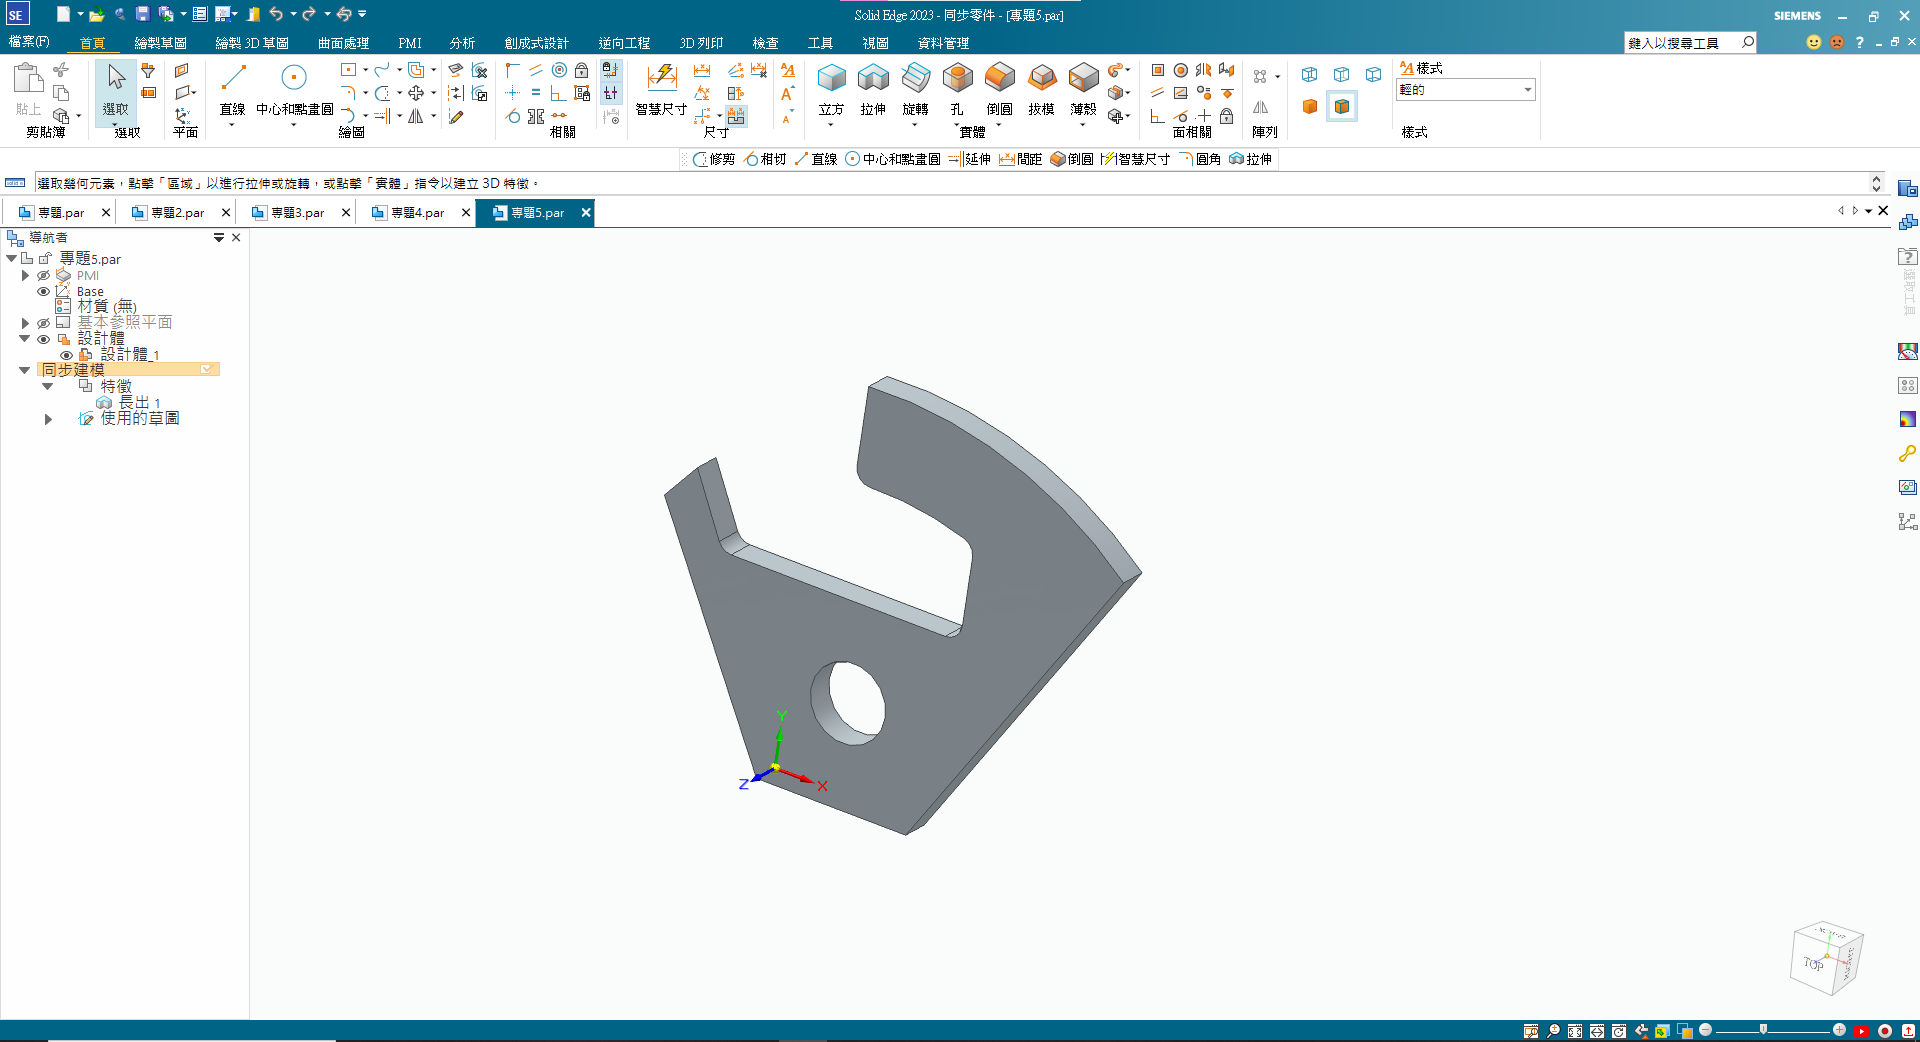 SE
Solid Edge 2023 - 同步零件 - [專題5.par]
SIEMENS
檔案(F) 首頁 繪製草圖 繪製 3D 草圖 曲面處理 PMI 分析 創成式設計 逆向工程 3D 列印 檢查 工具 視圖 資料管理
鍵入以搜尋工具
貼上
選取
直線 中心和點畫圓
智慧尺寸
立方 拉伸 旋轉 孔 倒圓 拔模 薄殼
樣式
輕的
剪貼簿 選取 平面 繪圖 相關 尺寸 實體 面相關 陣列 樣式
修剪 相切 直線 中心和點畫圓 延伸 間距 倒圓 智慧尺寸 圓角 拉伸
選取幾何元素，點擊「區域」以進行拉伸或旋轉，或點擊「實體」指令以建立 3D 特徵。
專題.par 專題2.par 專題3.par 專題4.par 專題5.par
導航者
專題5.par
PMI
Base
材質 (無)
基本參照平面
設計體
設計體_1
同步建模
特徵
長出 1
使用的草圖
選取工具
Y
Z
X
TOP